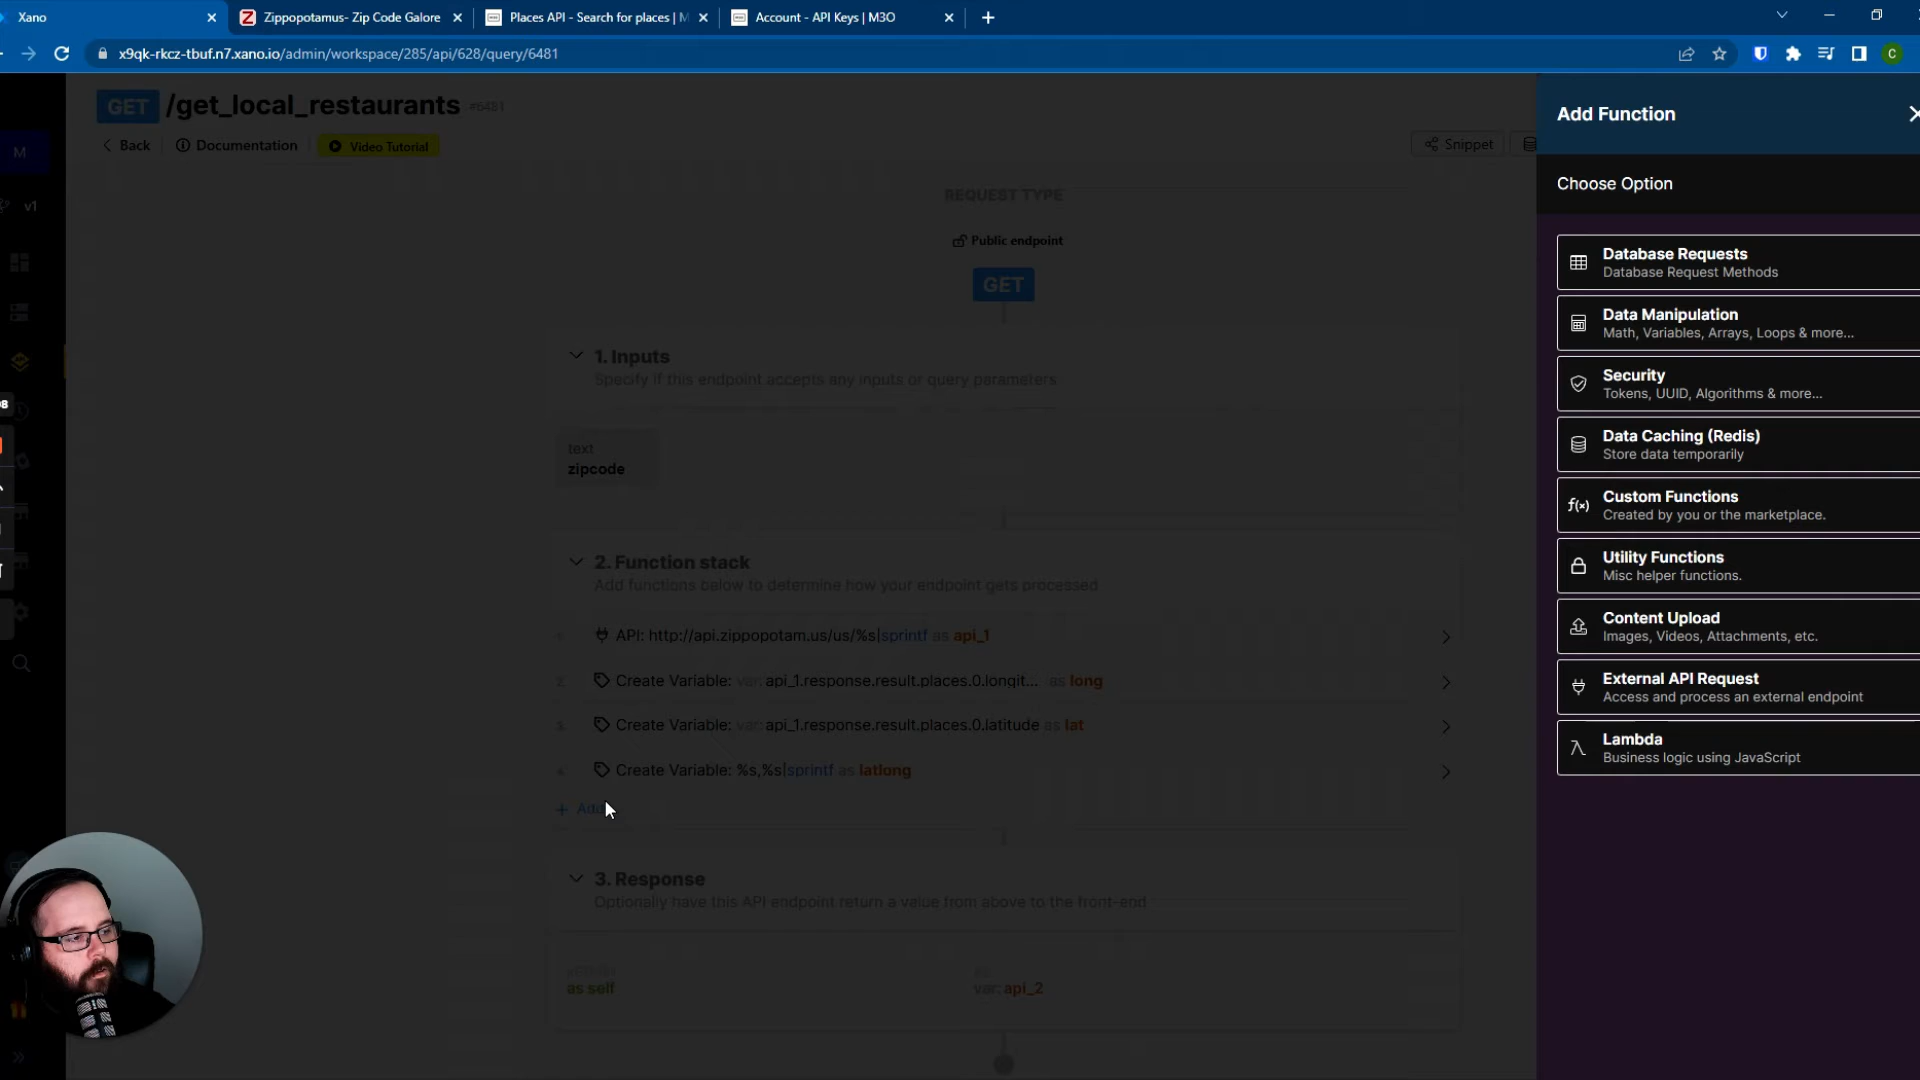 Xano
Zippopotamus- Zip Code Galore
Places API - Search for places | M
Account - API Keys | M3O
x9qk-rkcz-tbuf.n7.xano.io/admin/workspace/285/api/628/query/6481
C
GET /get_local_restaurants #6481
Back
Documentation
Video Tutorial
Snippet
M
v1
REQUEST TYPE
Public endpoint
GET
1. Inputs
Specify if this endpoint accepts any inputs or query parameters
text
zipcode
2. Function stack
Add functions below to determine how your endpoint gets processed
1. API: http://api.zippopotam.us/us/%s|sprintf as api_1
2. Create Variable: var: api_1.response.result.places.0.longit... as long
3. Create Variable: var: api_1.response.result.places.0.latitude as lat
4. Create Variable: %s,%s|sprintf as latlong
+ Add
3. Response
Optionally have this API endpoint return a value from above to the front-end
as self
var: api_2
Add Function
Choose Option
Database Requests
Database Request Methods
Data Manipulation
Math, Variables, Arrays, Loops & more...
Security
Tokens, UUID, Algorithms & more...
Data Caching (Redis)
Store data temporarily
f(x) Custom Functions
Created by you or the marketplace.
Utility Functions
Misc helper functions.
Content Upload
Images, Videos, Attachments, etc.
External API Request
Access and process an external endpoint
Lambda
Business logic using JavaScript